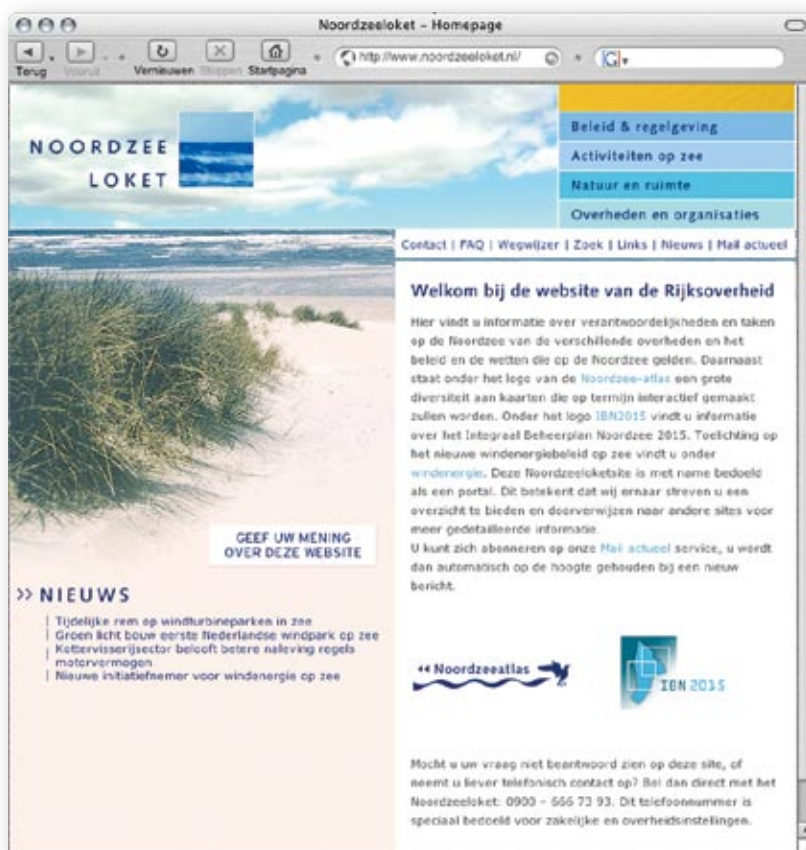 Noordzeeloket – Homepage
Terug Vooruit Vernieuwen Stoppen Startpagina
http://www.noordzeeloket.nl/
G
NOORDZEE
LOKET
Beleid & regelgeving
Activiteiten op zee
Natuur en ruimte
Overheden en organisaties
Contact | FAQ | Wegwijzer | Zoek | Links | Nieuws | Mail actueel
GEEF UW MENING
OVER DEZE WEBSITE
>> NIEUWS
Tijdelijke rem op windturbineparken in zee
Groen licht bouw eerste Nederlandse windpark op zee
Kottervisserijsector belooft betere naleving regels
motorvermogen
Nieuwe initiatiefnemer voor windenergie op zee
Welkom bij de website van de Rijksoverheid
Hier vindt u informatie over verantwoordelijkheden en taken
op de Noordzee van de verschillende overheden en het
beleid en de wetten die op de Noordzee gelden. Daarnaast
staat onder het logo van de Noordzee-atlas een grote
diversiteit aan kaarten die op termijn interactief gemaakt
zullen worden. Onder het logo IBN2015 vindt u informatie
over het Integraal Beheerplan Noordzee 2015. Toelichting op
het nieuwe windenergiebeleid op zee vindt u onder
windenergie. Deze Noordzeeloketsite is met name bedoeld
als een portal. Dit betekent dat wij ernaar streven u een
overzicht te bieden en doorverwijzen naar andere sites voor
meer gedetailleerde informatie.
U kunt zich abonneren op onze Mail actueel service, u wordt
dan automatisch op de hoogte gehouden bij een nieuw
bericht.
Noordzeeatlas
IBN 2015
Mocht u uw vraag niet beantwoord zien op deze site, of
neemt u liever telefonisch contact op? Bel dan direct met het
Noordzeeloket: 0900 – 666 73 93. Dit telefoonnummer is
speciaal bedoeld voor zakelijke en overheidsinstellingen.